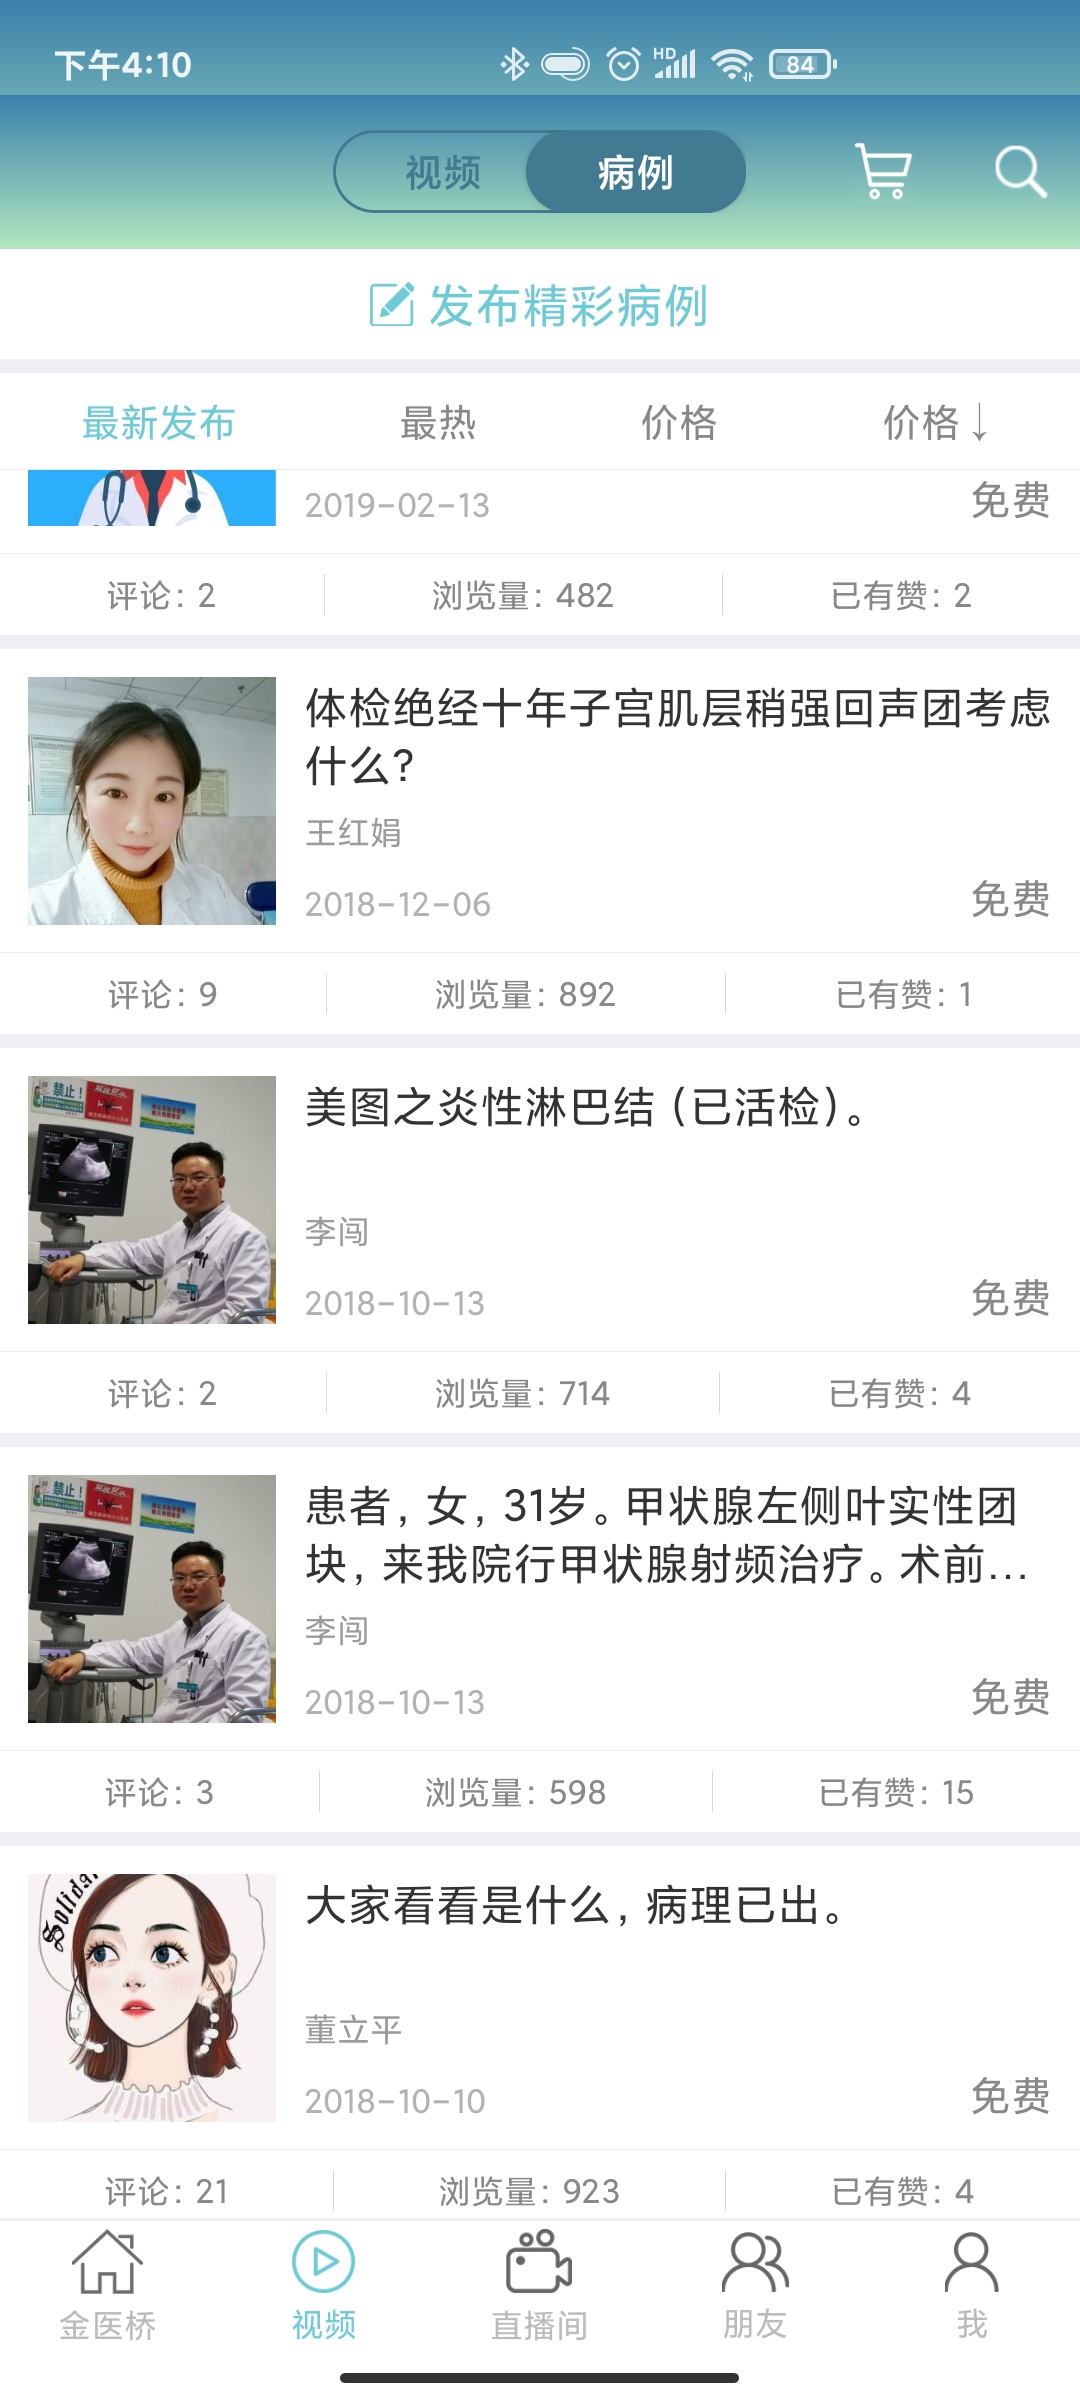 下午4:10
HD
84
视频
病例
发布精彩病例
最新发布
最热
价格
价格↓
2019-02-13
免费
评论: 2
浏览量: 482
已有赞: 2
体检绝经十年子宫肌层稍强回声团考虑
什么?
王红娟
2018-12-06
免费
评论: 9
浏览量: 892
已有赞: 1
禁止!
美图之炎性淋巴结（已活检）。
李闯
2018-10-13
免费
评论: 2
浏览量: 714
已有赞: 4
禁止!
患者，女，31岁。甲状腺左侧叶实性团
块，来我院行甲状腺射频治疗。术前...
李闯
2018-10-13
免费
评论: 3
浏览量: 598
已有赞: 15
大家看看是什么，病理已出。
董立平
2018-10-10
免费
评论: 21
浏览量: 923
已有赞: 4
金医桥
视频
直播间
朋友
我